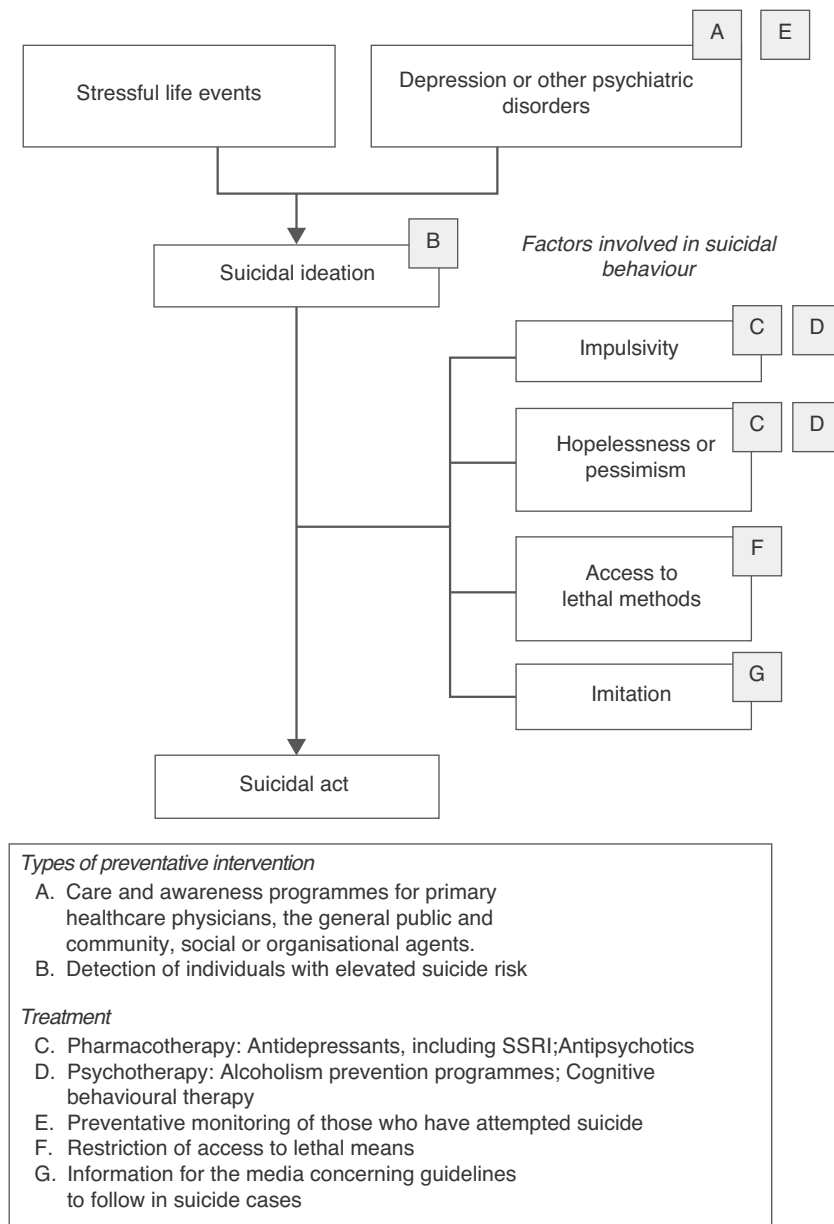 A
E
Stressful life events
Depression or other psychiatric
disorders
B
Suicidal ideation
Factors involved in suicidal
behaviour
C
D
Impulsivity
C
D
Hopelessness or
pessimism
F
Access to
lethal methods
G
Imitation
Suicidal act
Types of preventative intervention
A. Care and awareness programmes for primary
healthcare physicians, the general public and
community, social or organisational agents.
B. Detection of individuals with elevated suicide risk
Treatment
C. Pharmacotherapy: Antidepressants, including SSRI;Antipsychotics
D. Psychotherapy: Alcoholism prevention programmes; Cognitive
behavioural therapy
E. Preventative monitoring of those who have attempted suicide
F. Restriction of access to lethal means
G. Information for the media concerning guidelines
to follow in suicide cases